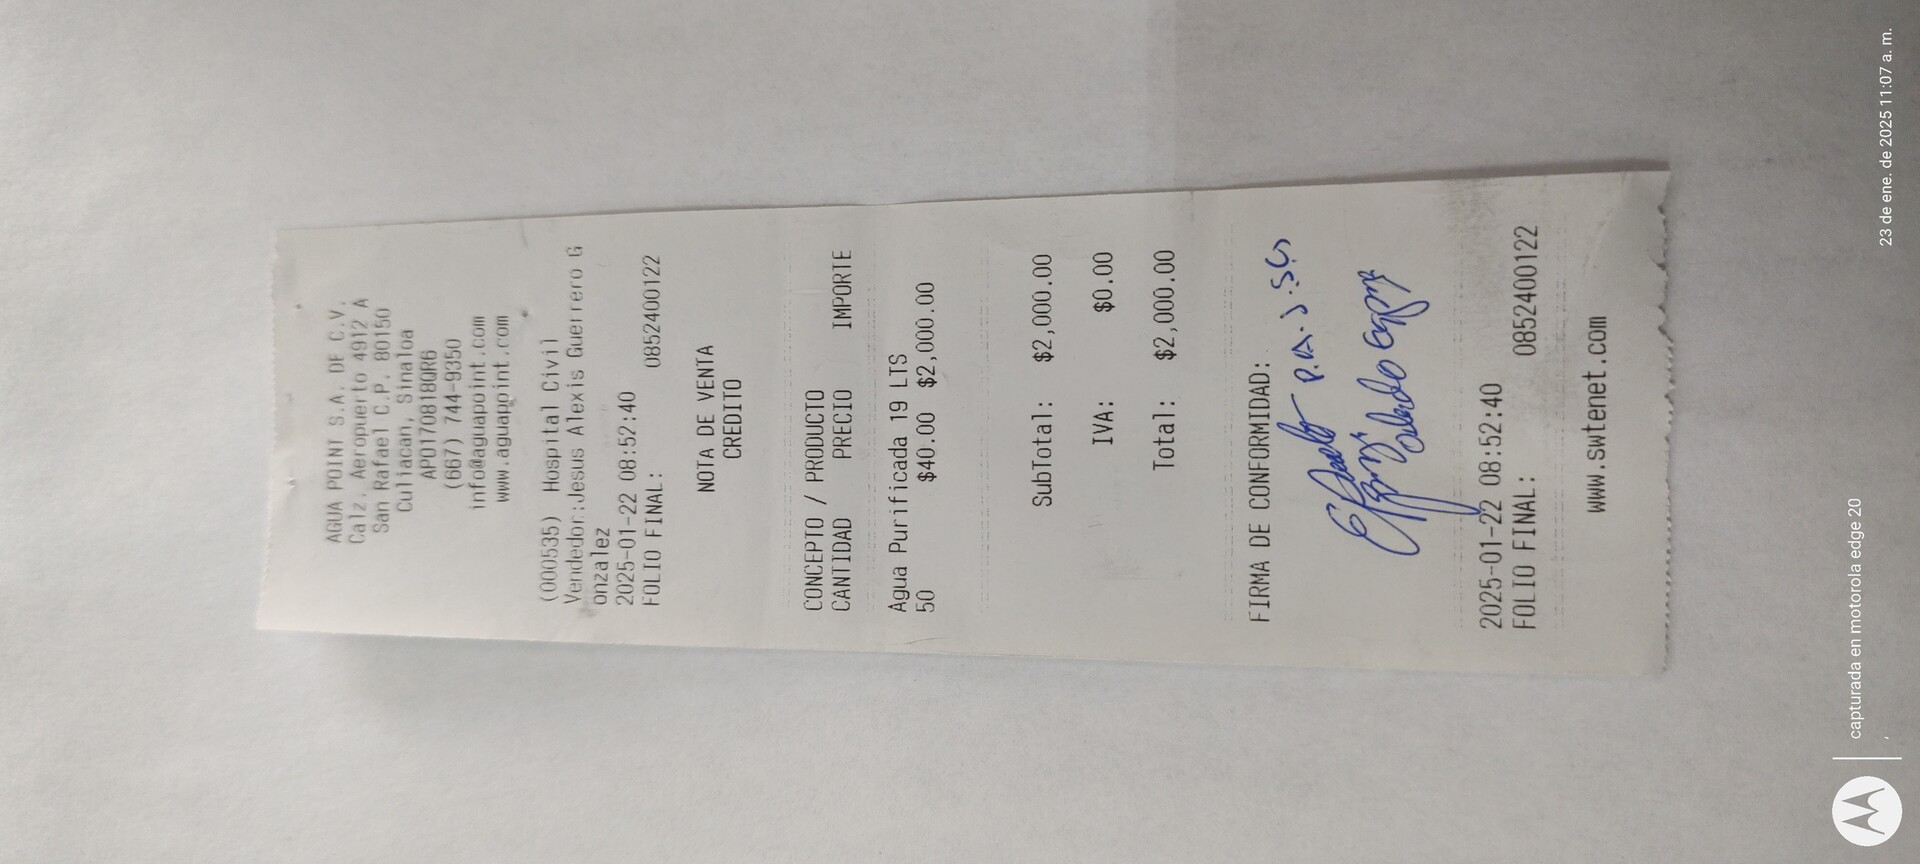 AGUA POINT S.A. DE C.V.
Calz. Aeropuerto 4912 A
San Rafael C.P. 80150
Culiacan, Sinaloa
APO170818QR6
(667) 744-9350
info@aguapoint.com
www.aguapoint.com
(000535) Hospital Civil
Vendedor:Jesus Alexis Guerrero G
onzalez
2025-01-22 08:52:40
FOLIO FINAL: 0852400122
NOTA DE VENTA
CREDITO
CONCEPTO / PRODUCTO
CANTIDAD PRECIO IMPORTE
Agua Purificada 19 LTS
50 $40.00 $2,000.00
SubTotal: $2,000.00
IVA: $0.00
Total: $2,000.00
FIRMA DE CONFORMIDAD:
2025-01-22 08:52:40
FOLIO FINAL: 0852400122
www.swtenet.com
capturada en motorola edge 20
23 de ene. de 2025 11:07 a. m.